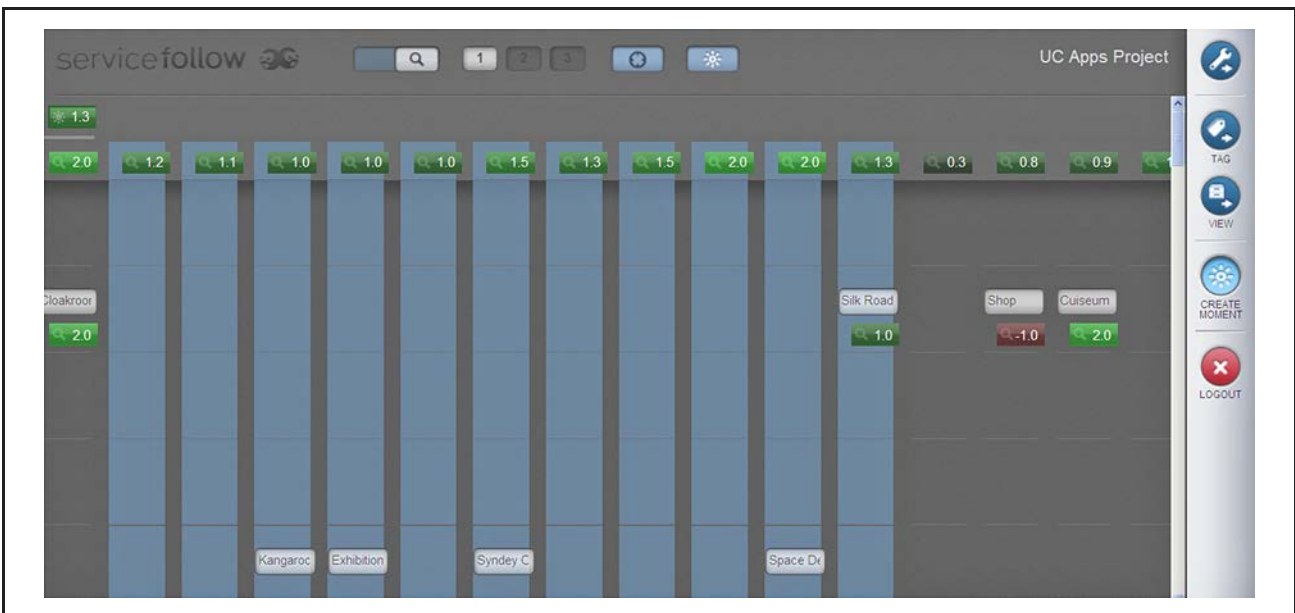 servicefollow
1 2 3
UC Apps Project
1.3
2.0 1.2 1.1 1.0 1.0 1.0 1.5 1.3 1.5 2.0 2.0 1.3 0.3 0.8 0.9
TAG
VIEW
Cloakroor Silk Road Shop Cuiseum
2.0 1.0 -1.0 2.0
CREATE
MOMENT
LOGOUT
Kangaroc Exhibition Syndey C Space De